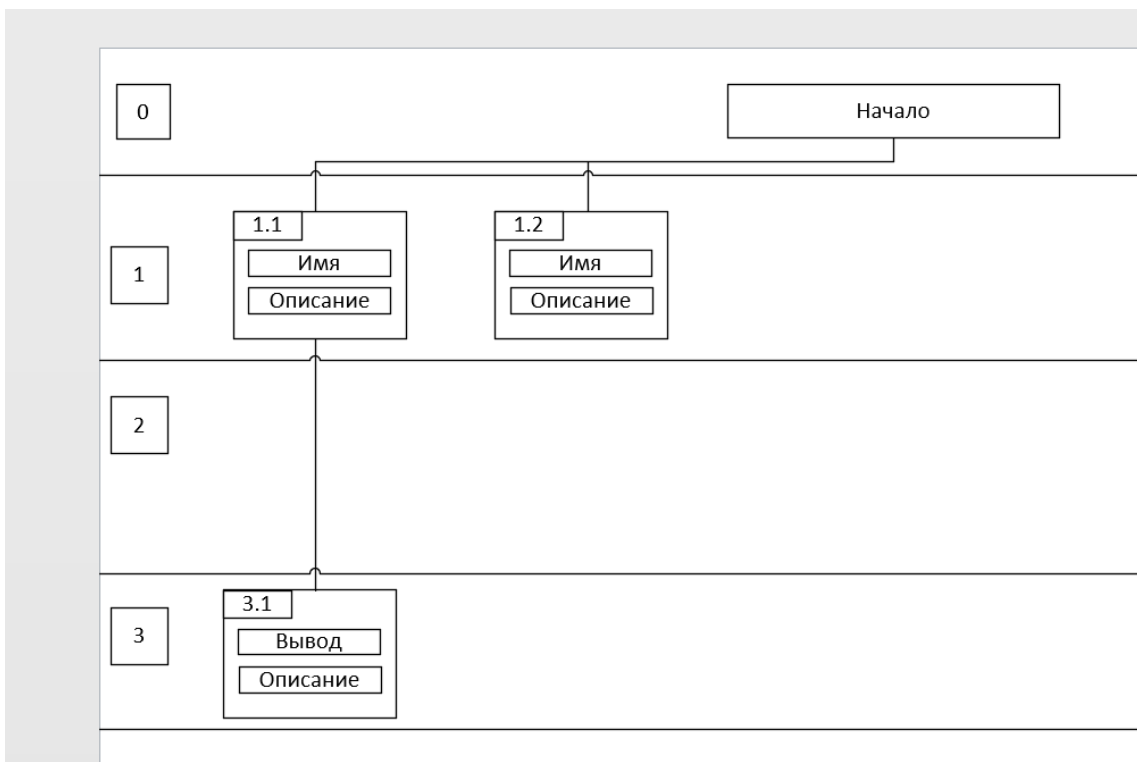 0
Начало
1.1
1.2
Имя
Имя
1
Описание
Описание
2
3.1
3
Вывод
Описание